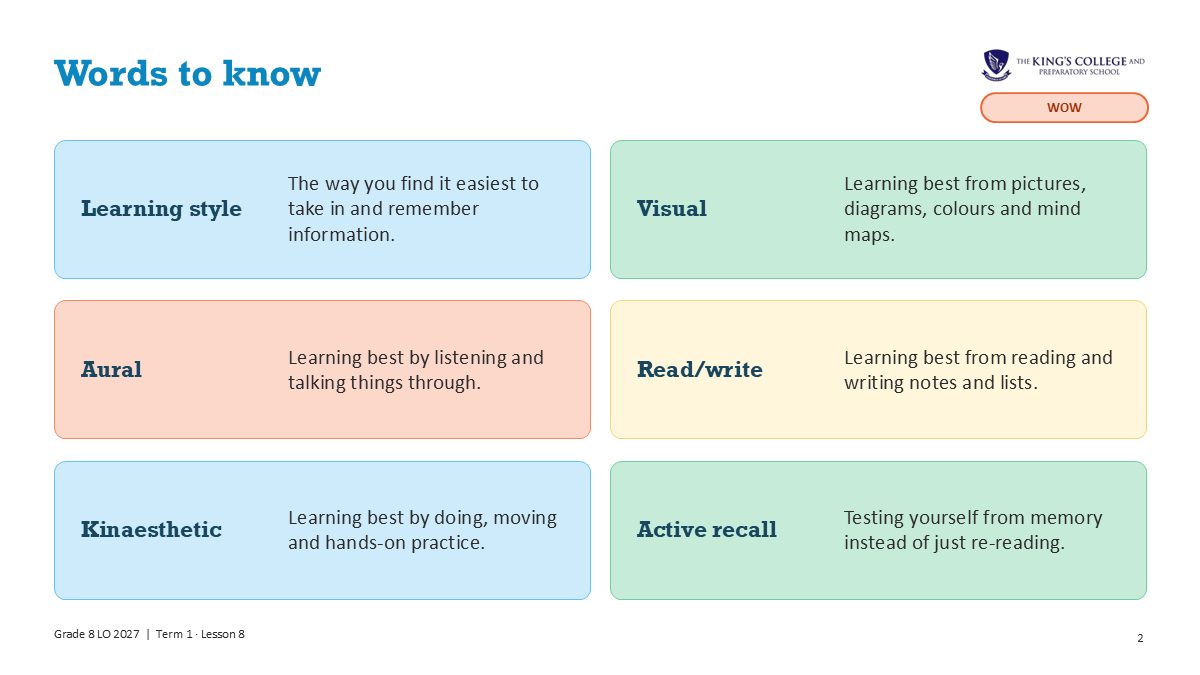 Words to know
THE KING'S COLLEGE AND
PREPARATORY SCHOOL
WOW
Learning style
The way you find it easiest to
take in and remember
information.
Visual
Learning best from pictures,
diagrams, colours and mind
maps.
Aural
Learning best by listening and
talking things through.
Read/write
Learning best from reading and
writing notes and lists.
Kinaesthetic
Learning best by doing, moving
and hands-on practice.
Active recall
Testing yourself from memory
instead of just re-reading.
Grade 8 LO 2027 | Term 1 · Lesson 8
2